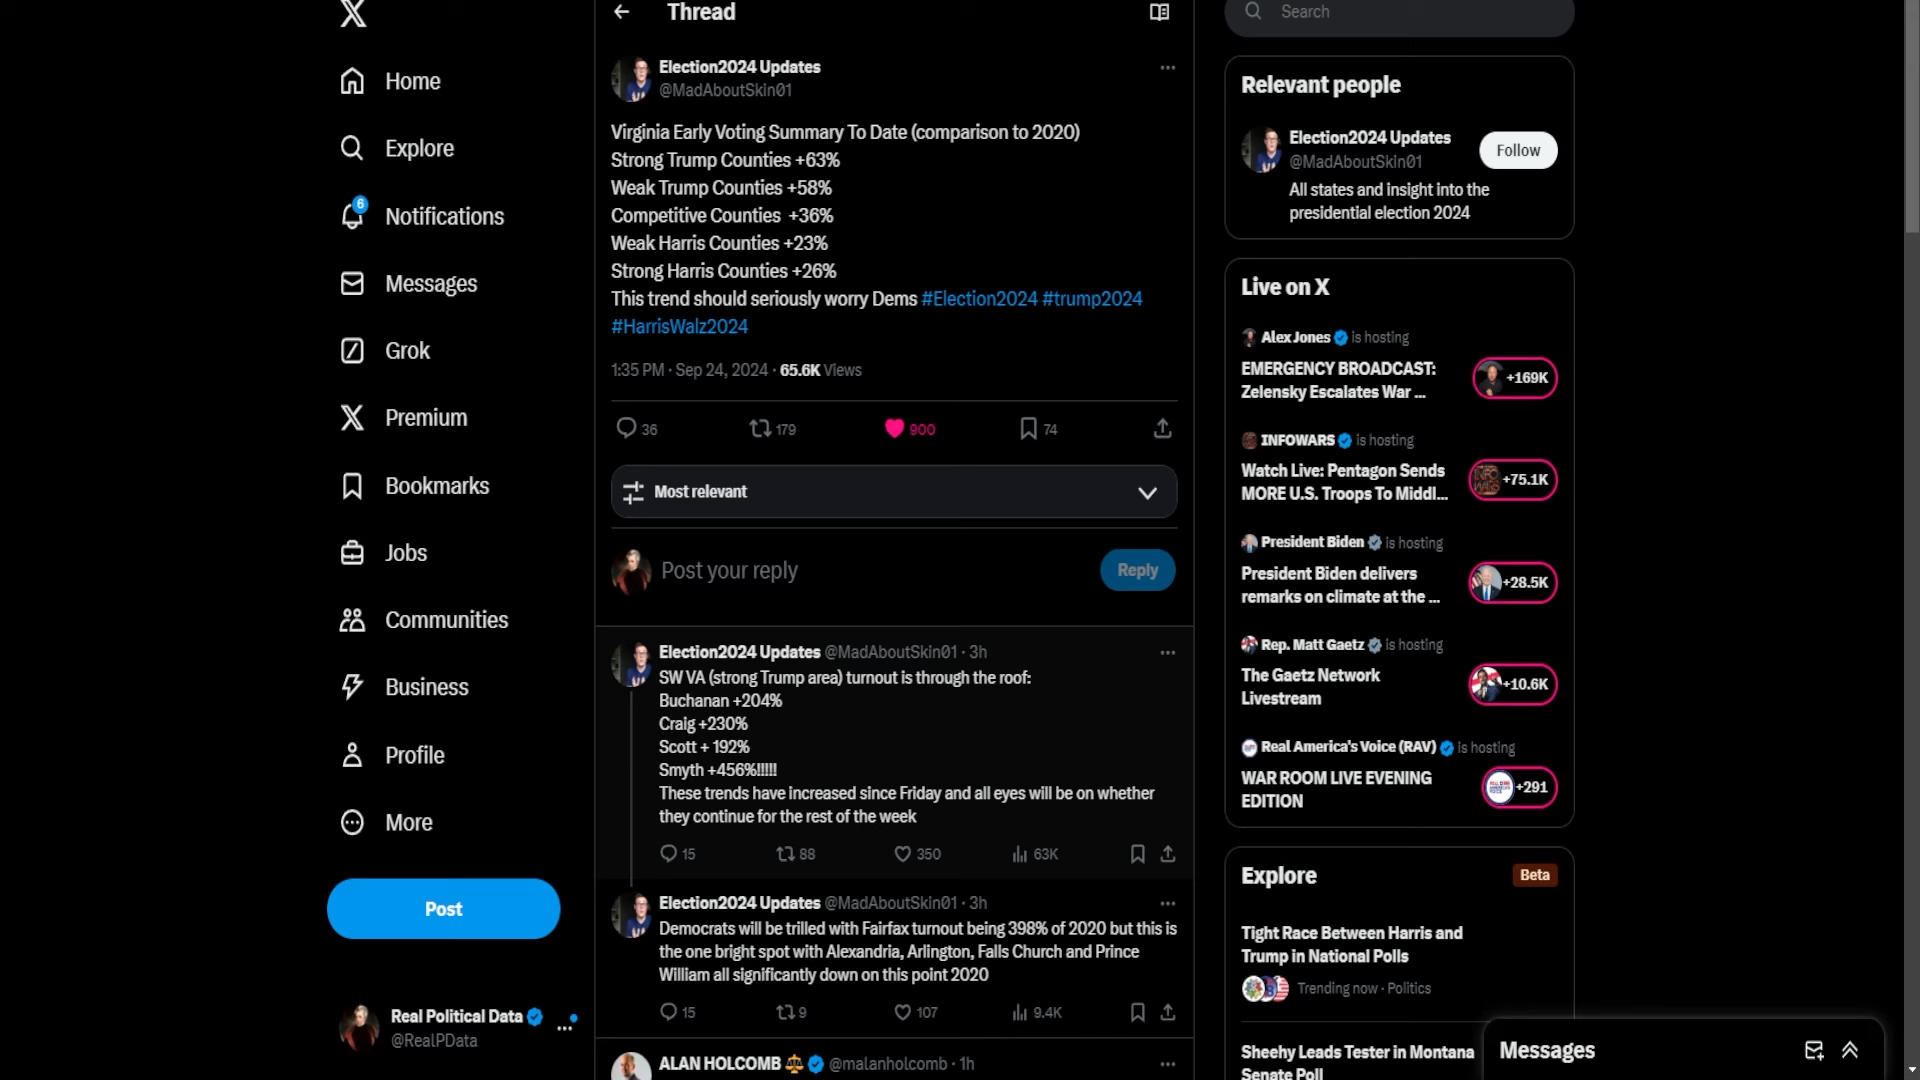 Home
Explore
6
Notifications
Messages
Grok
Premium
Bookmarks
Jobs
Communities
Business
Profile
More
Post
Real Political Data
@RealPData
Thread
Election2024 Updates
@MadAboutSkin01
Virginia Early Voting Summary To Date (comparison to 2020)
Strong Trump Counties +63%
Weak Trump Counties +58%
Competitive Counties +36%
Weak Harris Counties +23%
Strong Harris Counties +26%
This trend should seriously worry Dems #Election2024 #trump2024
#HarrisWalz2024
1:35 PM · Sep 24, 2024 · 65.6K Views
36 179 900 74
Most relevant
Post your reply
Reply
Election2024 Updates @MadAboutSkin01 · 3h
SW VA (strong Trump area) turnout is through the roof:
Buchanan +204%
Craig +230%
Scott + 192%
Smyth +456%!!!!!
These trends have increased since Friday and all eyes will be on whether
they continue for the rest of the week
15 88 350 63K
Election2024 Updates @MadAboutSkin01 · 3h
Democrats will be trilled with Fairfax turnout being 398% of 2020 but this is
the one bright spot with Alexandria, Arlington, Falls Church and Prince
William all significantly down on this point 2020
15 9 107 9.4K
ALAN HOLCOMB @malanholcomb · 1h
Search
Relevant people
Election2024 Updates
@MadAboutSkin01
Follow
All states and insight into the
presidential election 2024
Live on X
Alex Jones is hosting
EMERGENCY BROADCAST:
Zelensky Escalates War ...
+169K
INFOWARS is hosting
Watch Live: Pentagon Sends
MORE U.S. Troops To Middl...
+75.1K
President Biden is hosting
President Biden delivers
remarks on climate at the ...
+28.5K
Rep. Matt Gaetz is hosting
The Gaetz Network
Livestream
+10.6K
Real America's Voice (RAV) is hosting
WAR ROOM LIVE EVENING
EDITION
+291
Explore
Beta
Tight Race Between Harris and
Trump in National Polls
Trending now · Politics
Sheehy Leads Tester in Montana
Senate Poll
Messages